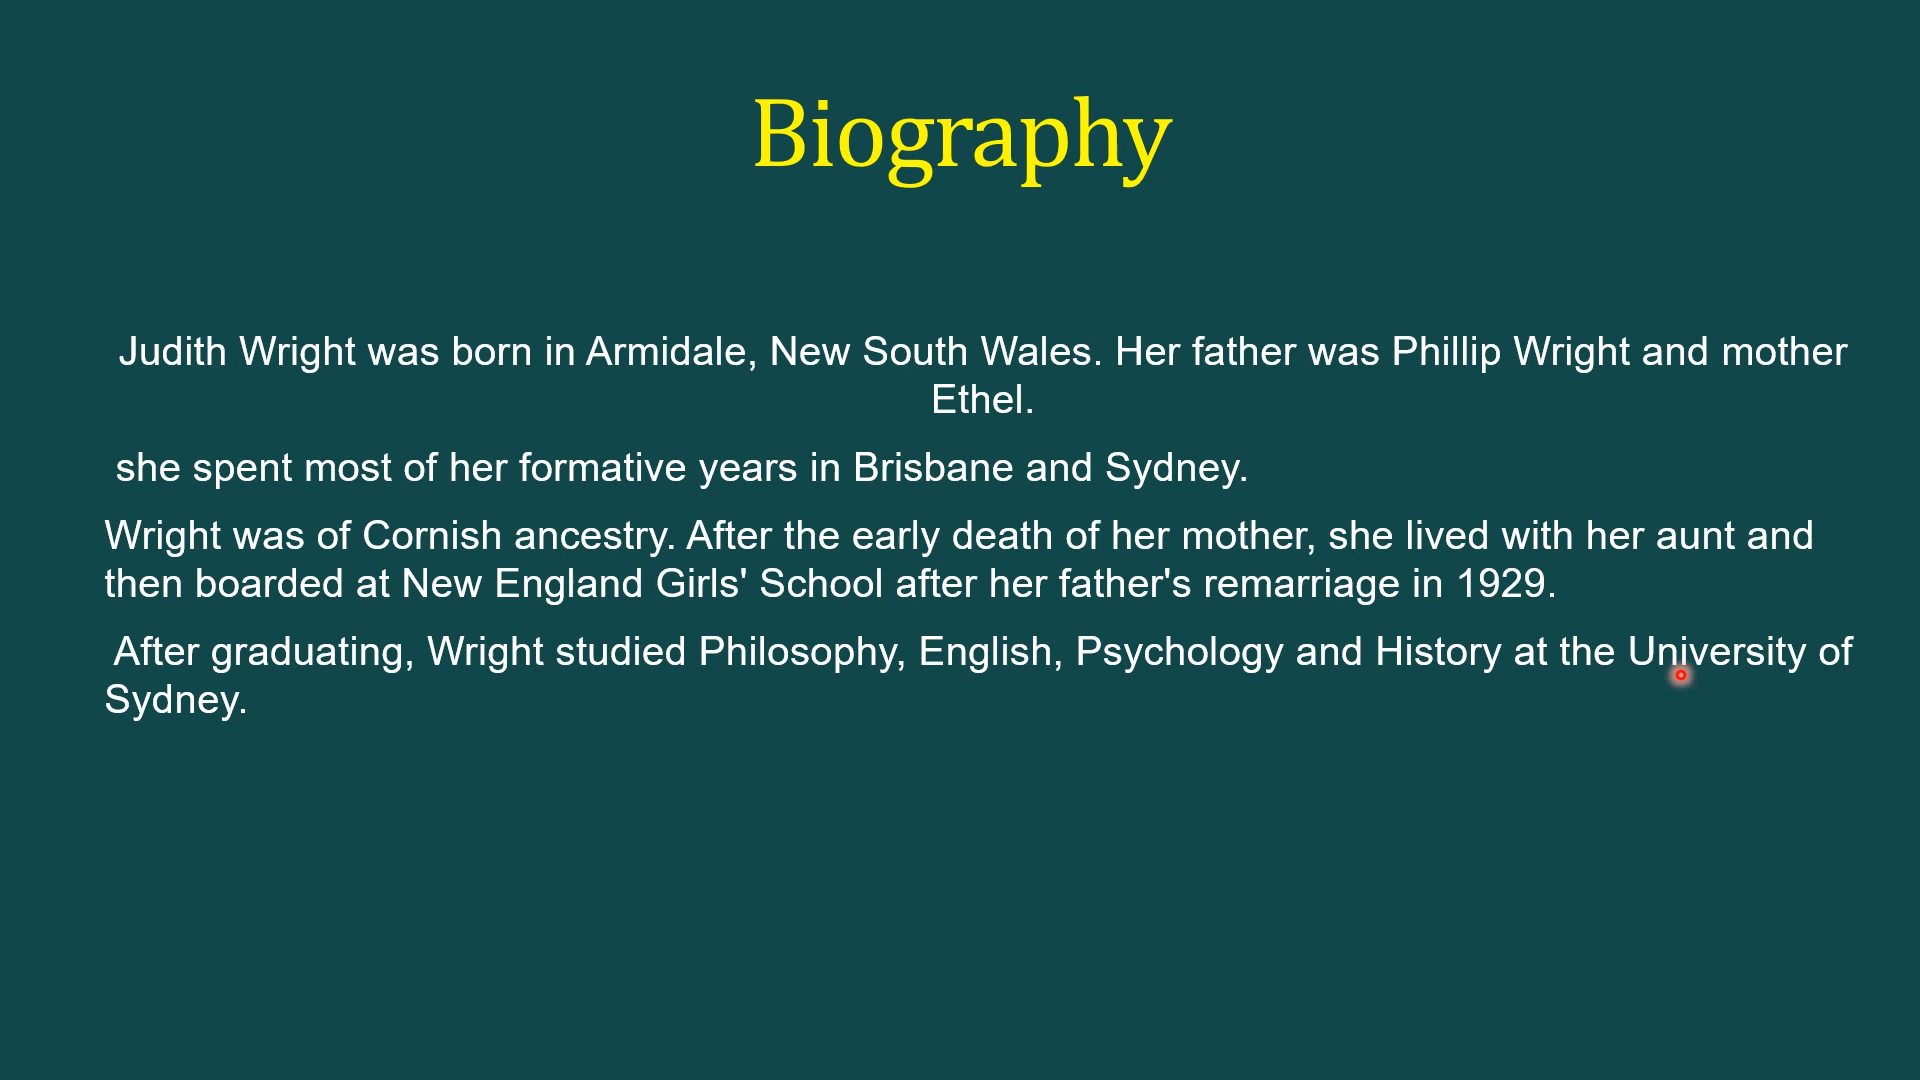 Biography
Judith Wright was born in Armidale, New South Wales. Her father was Phillip Wright and mother
Ethel.
she spent most of her formative years in Brisbane and Sydney.
Wright was of Cornish ancestry. After the early death of her mother, she lived with her aunt and
then boarded at New England Girls' School after her father's remarriage in 1929.
After graduating, Wright studied Philosophy, English, Psychology and History at the University of
Sydney.